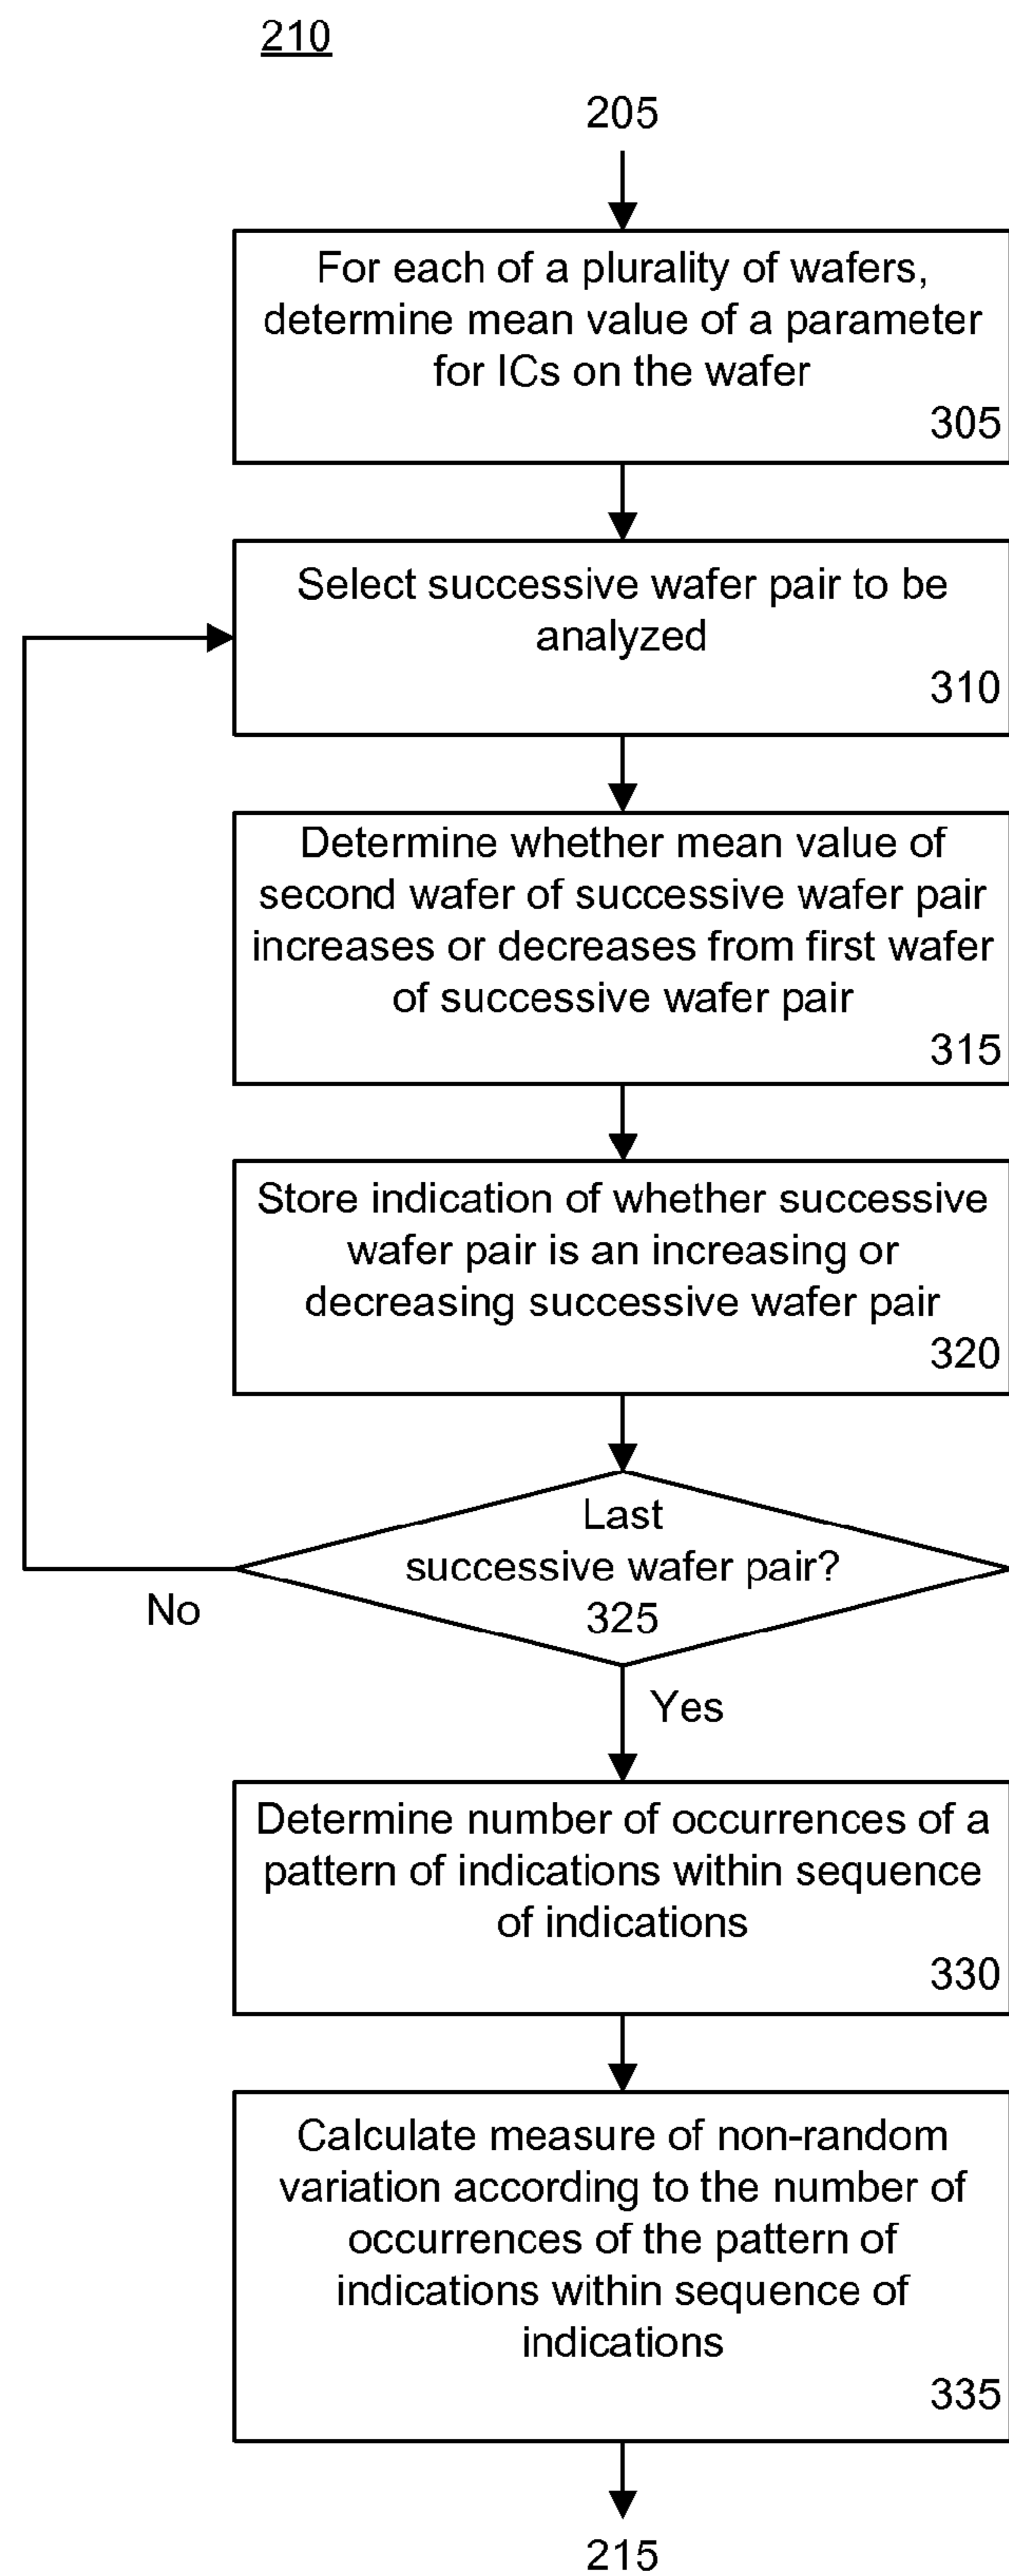 210
205
For each of a plurality of wafers,
determine mean value of a parameter
for ICs on the wafer
305
Select successive wafer pair to be
analyzed
310
Determine whether mean value of
second wafer of successive wafer pair
increases or decreases from first wafer
of successive wafer pair
315
Store indication of whether successive
wafer pair is an increasing or
decreasing successive wafer pair
320
Last
successive wafer pair?
325
No
Yes
Determine number of occurrences of a
pattern of indications within sequence
of indications
330
Calculate measure of non-random
variation according to the number of
occurrences of the pattern of
indications within sequence of
indications
335
215